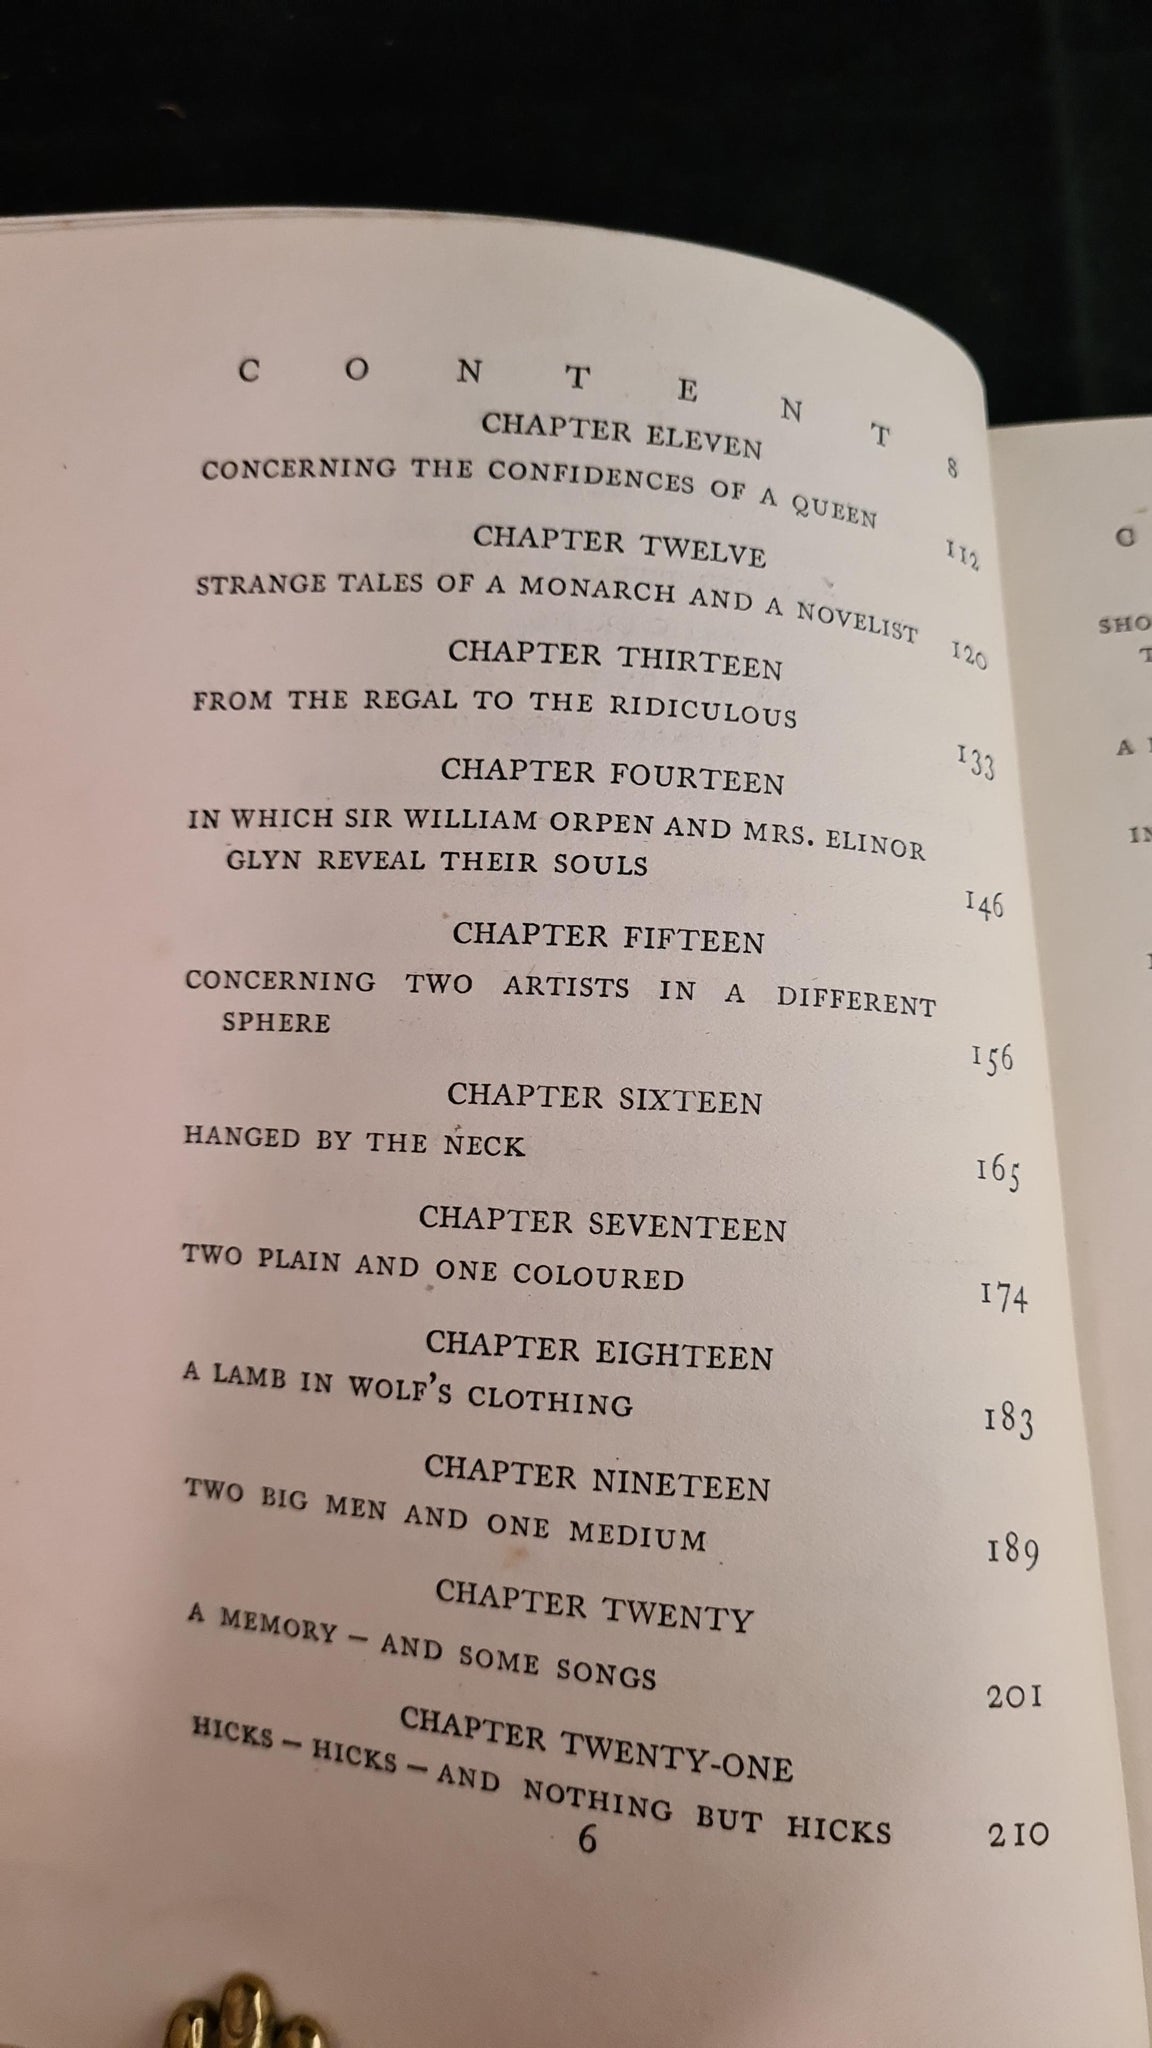 C O N T E N T S
CHAPTER ELEVEN
CONCERNING THE CONFIDENCES OF A QUEEN 112
CHAPTER TWELVE
STRANGE TALES OF A MONARCH AND A NOVELIST 120
CHAPTER THIRTEEN
FROM THE REGAL TO THE RIDICULOUS 133
CHAPTER FOURTEEN
IN WHICH SIR WILLIAM ORPEN AND MRS. ELINOR
GLYN REVEAL THEIR SOULS 146
CHAPTER FIFTEEN
CONCERNING TWO ARTISTS IN A DIFFERENT
SPHERE 156
CHAPTER SIXTEEN
HANGED BY THE NECK 165
CHAPTER SEVENTEEN
TWO PLAIN AND ONE COLOURED 174
CHAPTER EIGHTEEN
A LAMB IN WOLF'S CLOTHING 183
CHAPTER NINETEEN
TWO BIG MEN AND ONE MEDIUM 189
CHAPTER TWENTY
A MEMORY – AND SOME SONGS 201
CHAPTER TWENTY-ONE
HICKS – HICKS – AND NOTHING BUT HICKS 210
6